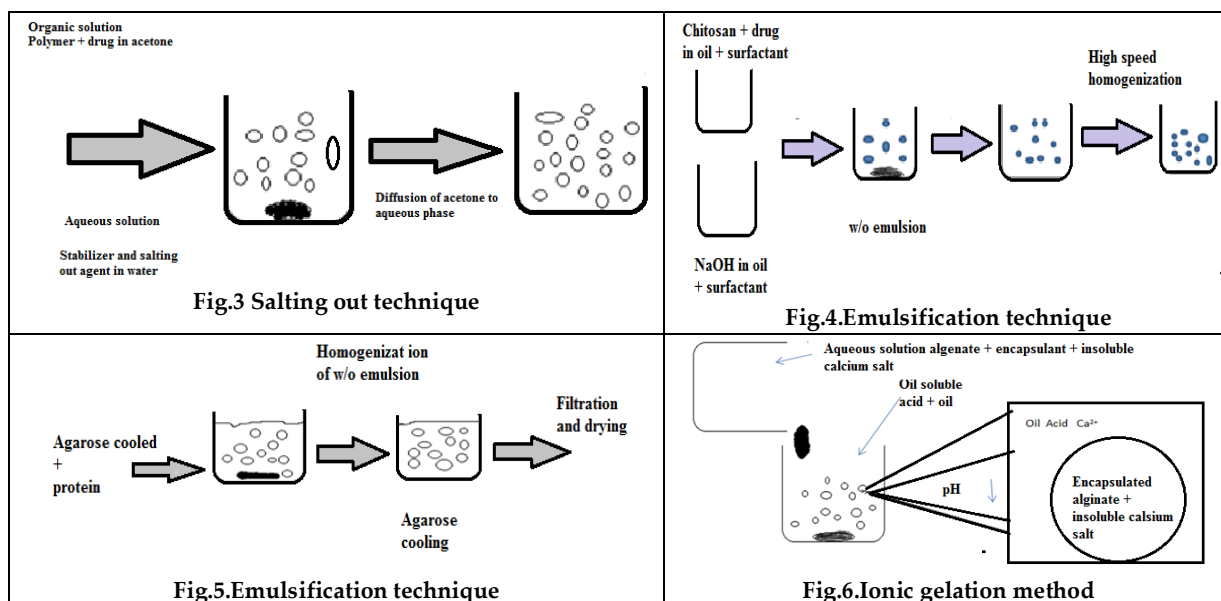 Organic solution
Polymer + drug in acetone
Aqueous solution
Stabilizer and salting
out agent in water
Diffusion of acetone to
aqueous phase
Fig.3 Salting out technique
Chitosan + drug
in oil + surfactant
NaOH in oil
+ surfactant
w/o emulsion
High speed
homogenization
Fig.4.Emulsification technique
Agarose cooled
+
protein
Homogenizat ion
of w/o emulsion
Agarose
cooling
Filtration
and drying
Fig.5.Emulsification technique
Aqueous solution algenate + encapsulant + insoluble
calcium salt
Oil soluble
acid + oil
pH
Oil Acid Ca²⁺
Encapsulated
alginate +
insoluble calsium
salt
Fig.6.Ionic gelation method